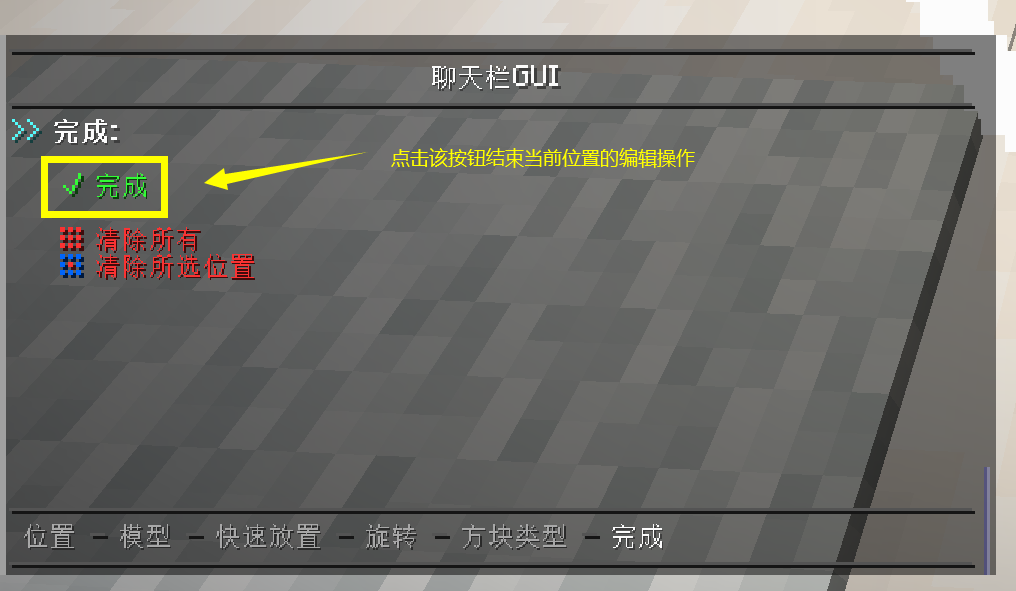 聊天栏GUI
>> 完成:
点击该按钮结束当前位置的编辑操作
✓ 完成
清除所有
清除所选位置
位置 - 模型 - 快速放置 - 旋转 - 方块类型 - 完成